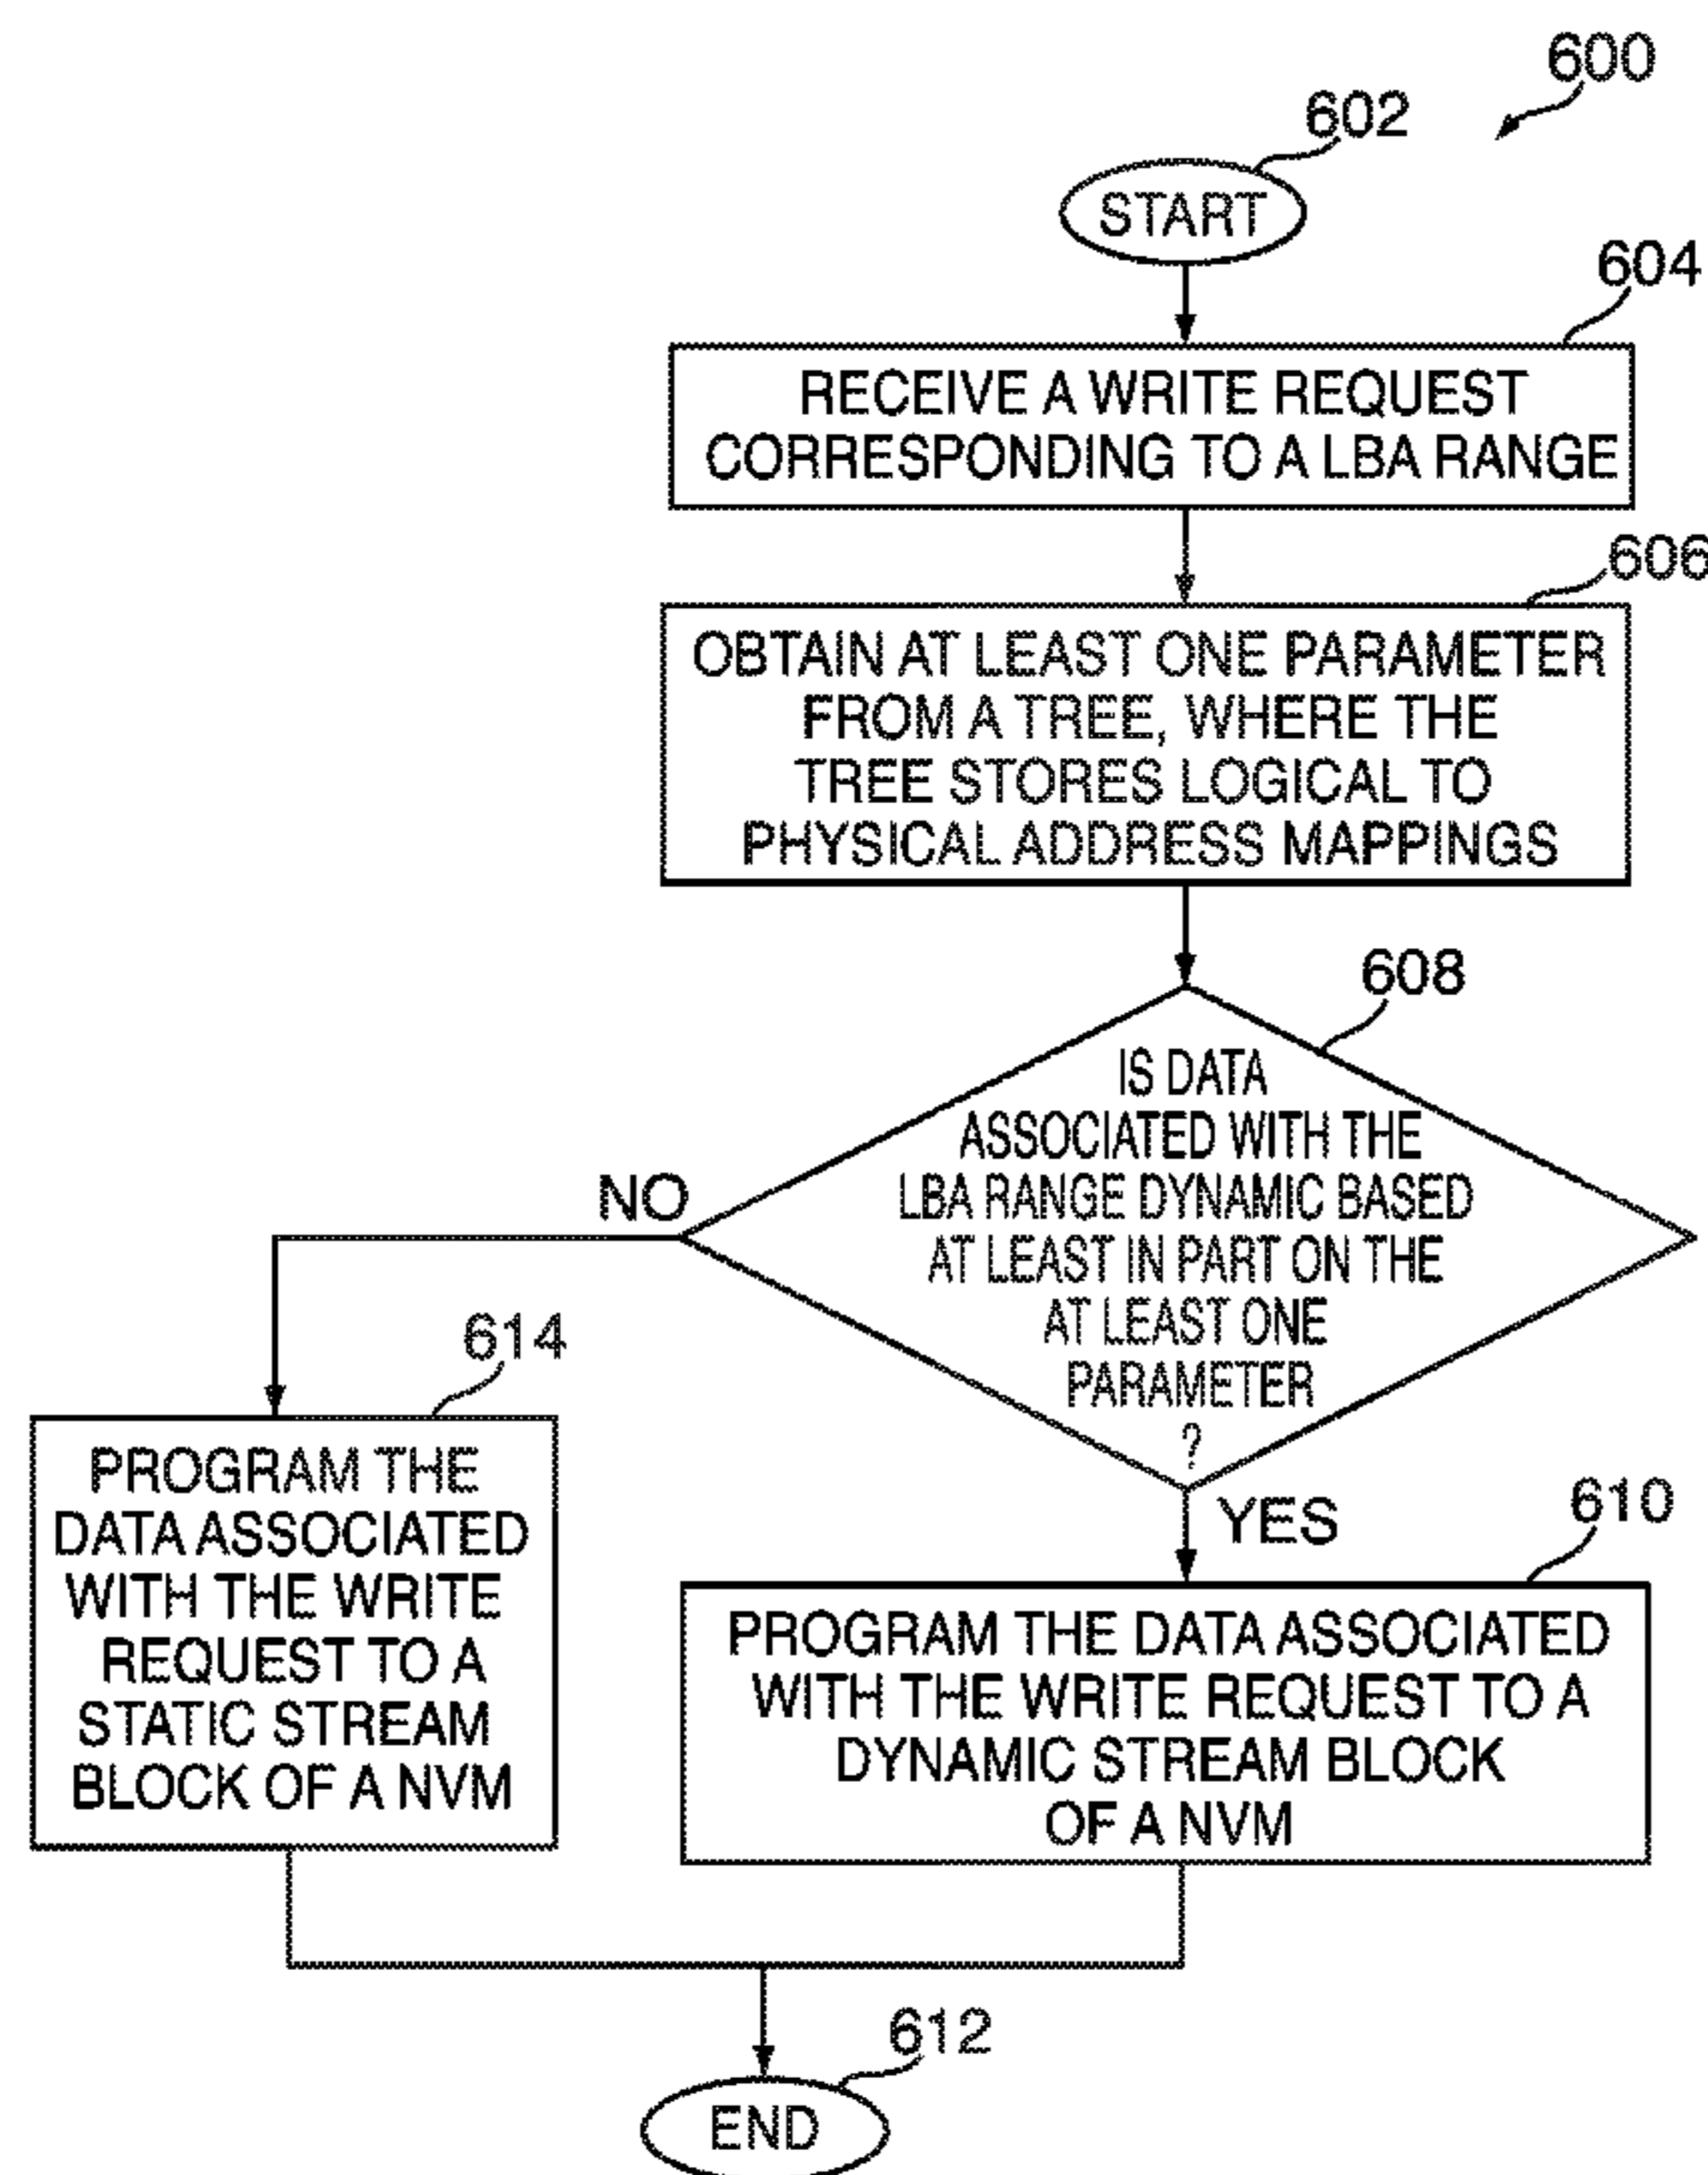 600
602
START
604
RECEIVE A WRITE REQUEST
CORRESPONDING TO A LBA RANGE
606
OBTAIN AT LEAST ONE PARAMETER
FROM A TREE, WHERE THE
TREE STORES LOGICAL TO
PHYSICAL ADDRESS MAPPINGS
608
IS DATA
ASSOCIATED WITH THE
LBA RANGE DYNAMIC BASED
AT LEAST IN PART ON THE
AT LEAST ONE
PARAMETER
?
NO
YES
614
PROGRAM THE
DATA ASSOCIATED
WITH THE WRITE
REQUEST TO A
STATIC STREAM
BLOCK OF A NVM
610
PROGRAM THE DATA ASSOCIATED
WITH THE WRITE REQUEST TO A
DYNAMIC STREAM BLOCK
OF A NVM
612
END